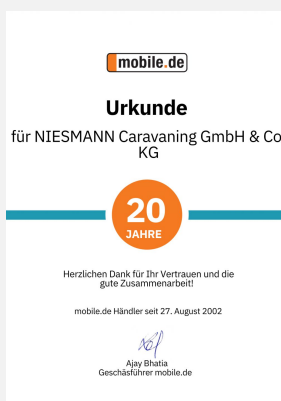 mobile.de
Urkunde
für NIESMANN Caravaning GmbH & Co
KG
20
JAHRE
Herzlichen Dank für Ihr Vertrauen und die
gute Zusammenarbeit!
mobile.de Händler seit 27. August 2002
Ajay Bhatia
Geschäsführer mobile.de